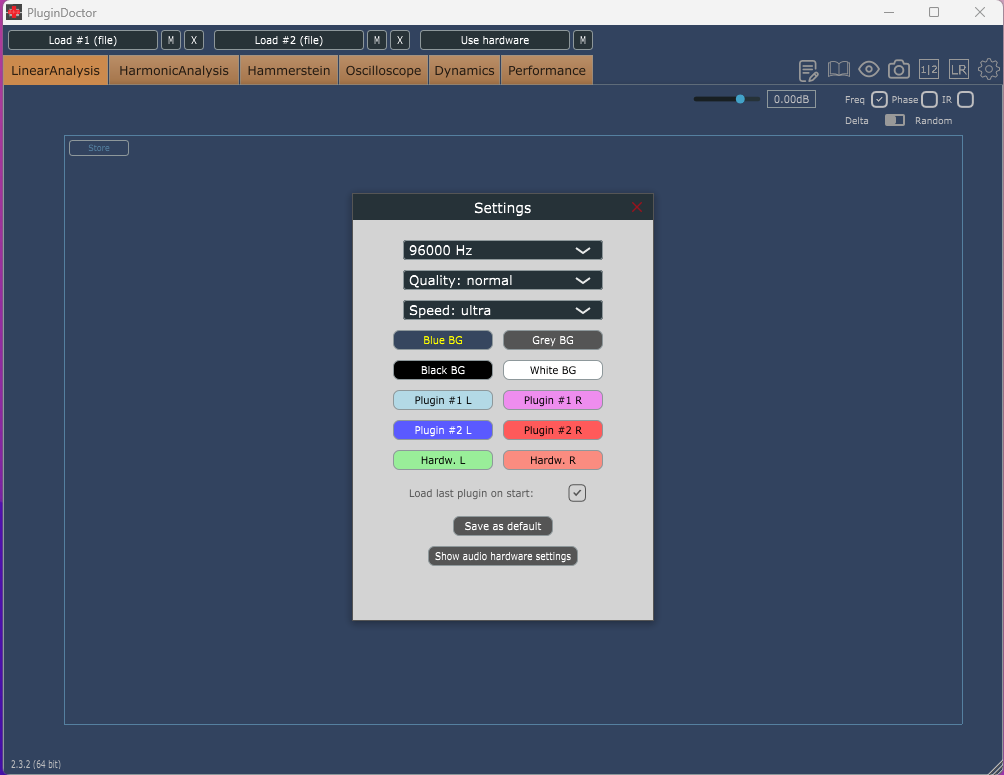 PluginDoctor
Load #1 (file) M X Load #2 (file) M X Use hardware M
LinearAnalysis HarmonicAnalysis Hammerstein Oscilloscope Dynamics Performance 1|2 LR
0.00dB Freq Phase IR
Delta Random
Store
Settings
96000 Hz
Quality: normal
Speed: ultra
Blue BG Grey BG
Black BG White BG
Plugin #1 L Plugin #1 R
Plugin #2 L Plugin #2 R
Hardw. L Hardw. R
Load last plugin on start:
Save as default
Show audio hardware settings
2.3.2 (64 bit)